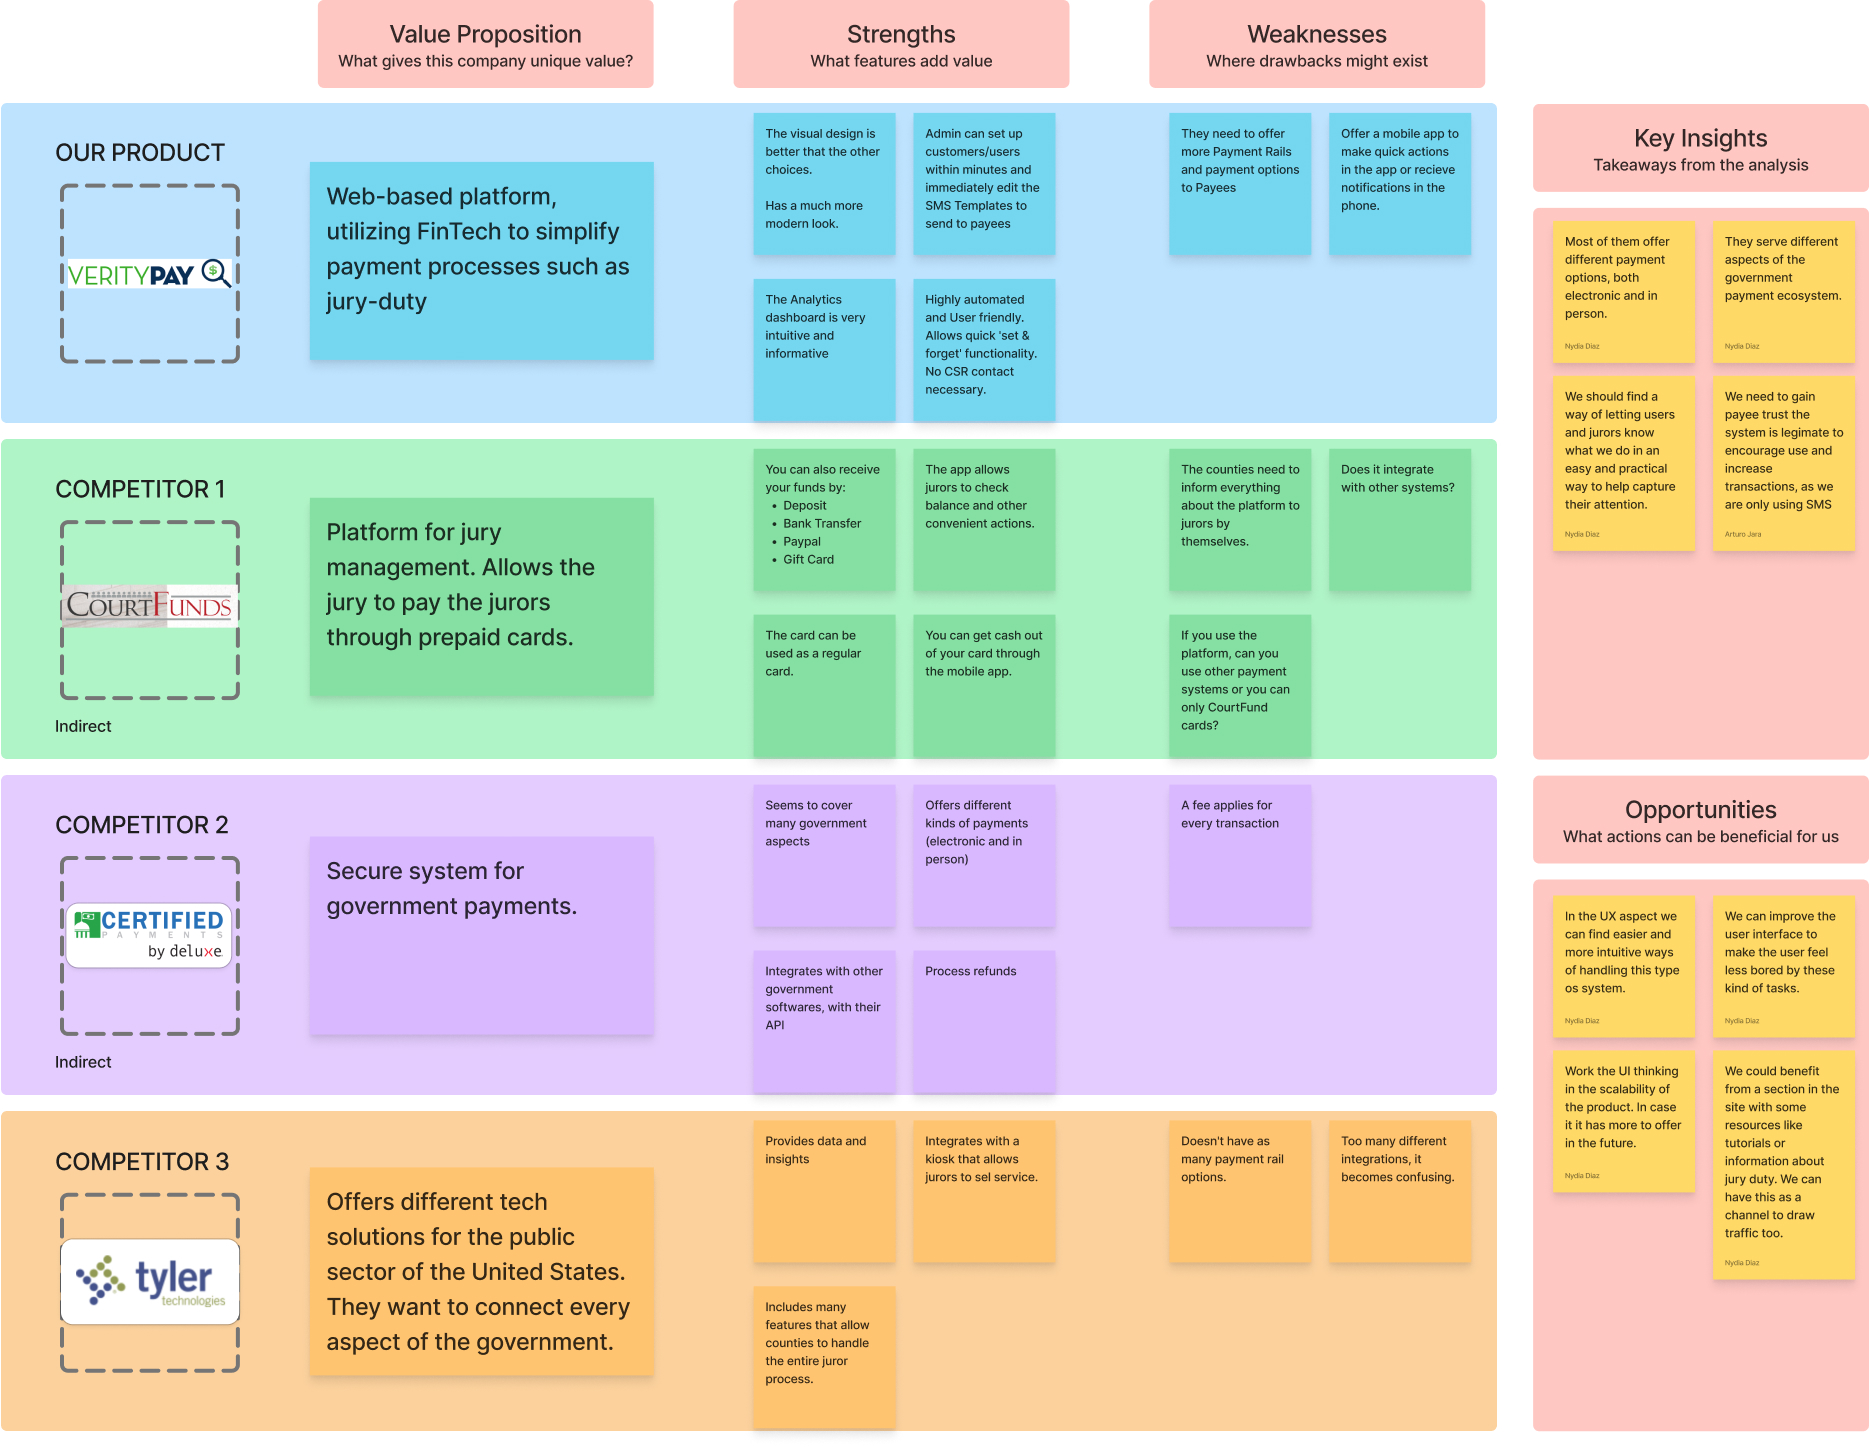 Value Proposition
What gives this company unique value?
Strengths
What features add value
Weaknesses
Where drawbacks might exist
OUR PRODUCT
VERITYPAY
$
Web-based platform,
utilizing FinTech to simplify
payment processes such as
jury-duty
The visual design is
better that the other
choices.
Has a much more
modern look.
Admin can set up
customers/users
within minutes and
immediately edit the
SMS Templates to
send to payees
The Analytics
dashboard is very
intuitive and
informative
Highly automated
and User friendly.
Allows quick 'set &
forget' functionality.
No CSR contact
necessary.
They need to offer
more Payment Rails
and payment options
to Payees
Offer a mobile app to
make quick actions
in the app or recieve
notifications in the
phone.
COMPETITOR 1
COURTFUNDS
Indirect
Platform for jury
management. Allows the
jury to pay the jurors
through prepaid cards.
You can also receive
your funds by:
• Deposit
• Bank Transfer
• Paypal
• Gift Card
The app allows
jurors to check
balance and other
convenient actions.
The card can be
used as a regular
card.
You can get cash out
of your card through
the mobile app.
The counties need to
inform everything
about the platform to
jurors by
themselves.
Does it integrate
with other systems?
If you use the
platform, can you
use other payment
systems or you can
only CourtFund
cards?
COMPETITOR 2
CERTIFIED
PAYMENTS
by deluxe
Indirect
Secure system for
government payments.
Seems to cover
many government
aspects
Offers different
kinds of payments
(electronic and in
person)
Integrates with other
government
softwares, with their
API
Process refunds
A fee applies for
every transaction
COMPETITOR 3
tyler
technologies
Offers different tech
solutions for the public
sector of the United States.
They want to connect every
aspect of the government.
Provides data and
insights
Integrates with a
kiosk that allows
jurors to sel service.
Includes many
features that allow
counties to handle
the entire juror
process.
Doesn't have as
many payment rail
options.
Too many different
integrations, it
becomes confusing.
Key Insights
Takeaways from the analysis
Most of them offer
different payment
options, both
electronic and in
person.
Nydia Diaz
They serve different
aspects of the
government
payment ecosystem.
Nydia Diaz
We should find a
way of letting users
and jurors know
what we do in an
easy and practical
way to help capture
their attention.
Nydia Diaz
We need to gain
payee trust the
system is legimate to
encourage use and
increase
transactions, as we
are only using SMS
Arturo Jara
Opportunities
What actions can be beneficial for us
In the UX aspect we
can find easier and
more intuitive ways
of handling this type
os system.
Nydia Diaz
We can improve the
user interface to
make the user feel
less bored by these
kind of tasks.
Nydia Diaz
Work the UI thinking
in the scalability of
the product. In case
it it has more to offer
in the future.
Nydia Diaz
We could benefit
from a section in the
site with some
resources like
tutorials or
information about
jury duty. We can
have this as a
channel to draw
traffic too.
Nydia Diaz